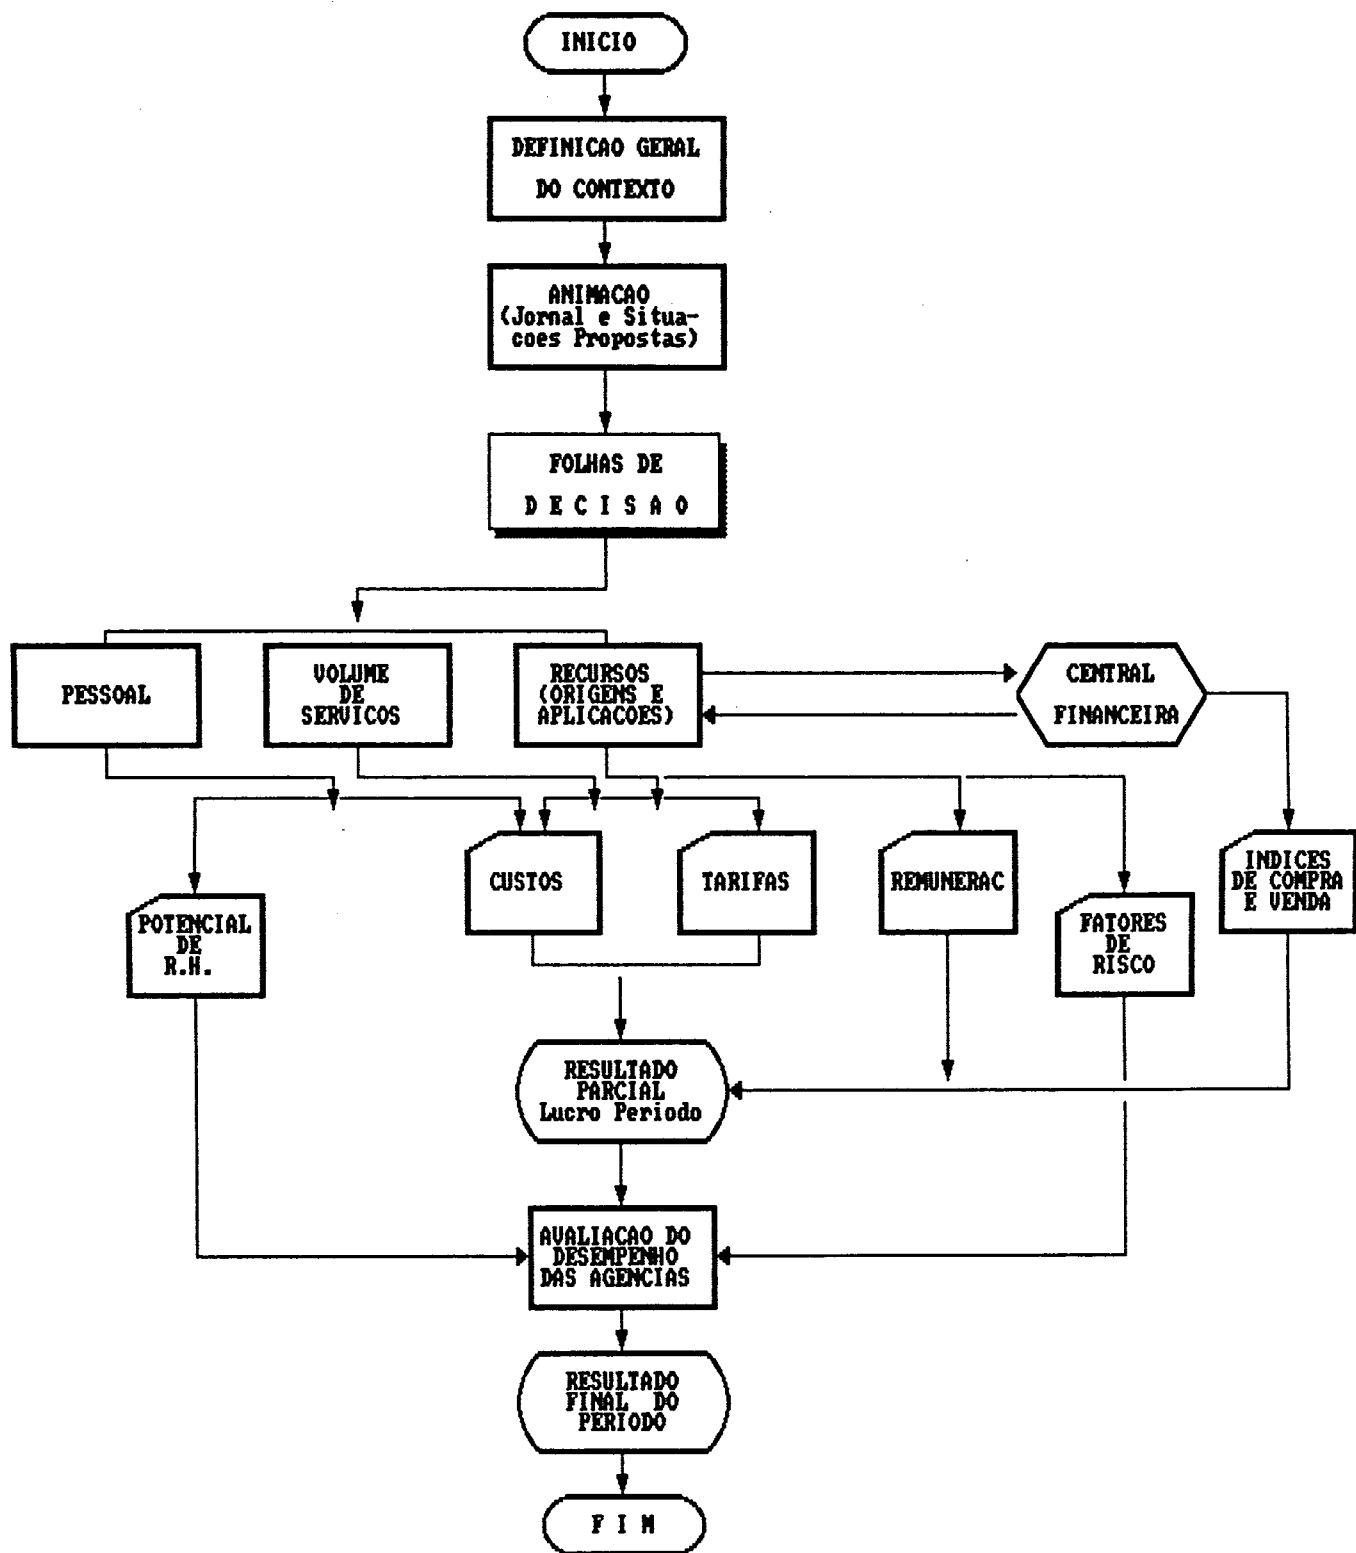 INICIO
DEFINICAO GERAL
DO CONTEXTO
ANIMACAO
(Jornal e Situa-
coes Propostas)
FOLHAS DE
D E C I S A O
PESSOAL
VOLUME
DE
SERVICOS
RECURSOS
(ORIGENS E
APLICACOES)
CENTRAL
FINANCEIRA
CUSTOS
TARIFAS
REMUNERAC
INDICES
DE COMPRA
E VENDA
POTENCIAL
DE
R.H.
FATORES
DE
RISCO
RESULTADO
PARCIAL
Lucro Periodo
AVALIACAO DO
DESEMPENHO
DAS AGENCIAS
RESULTADO
FINAL DO
PERIODO
F I M